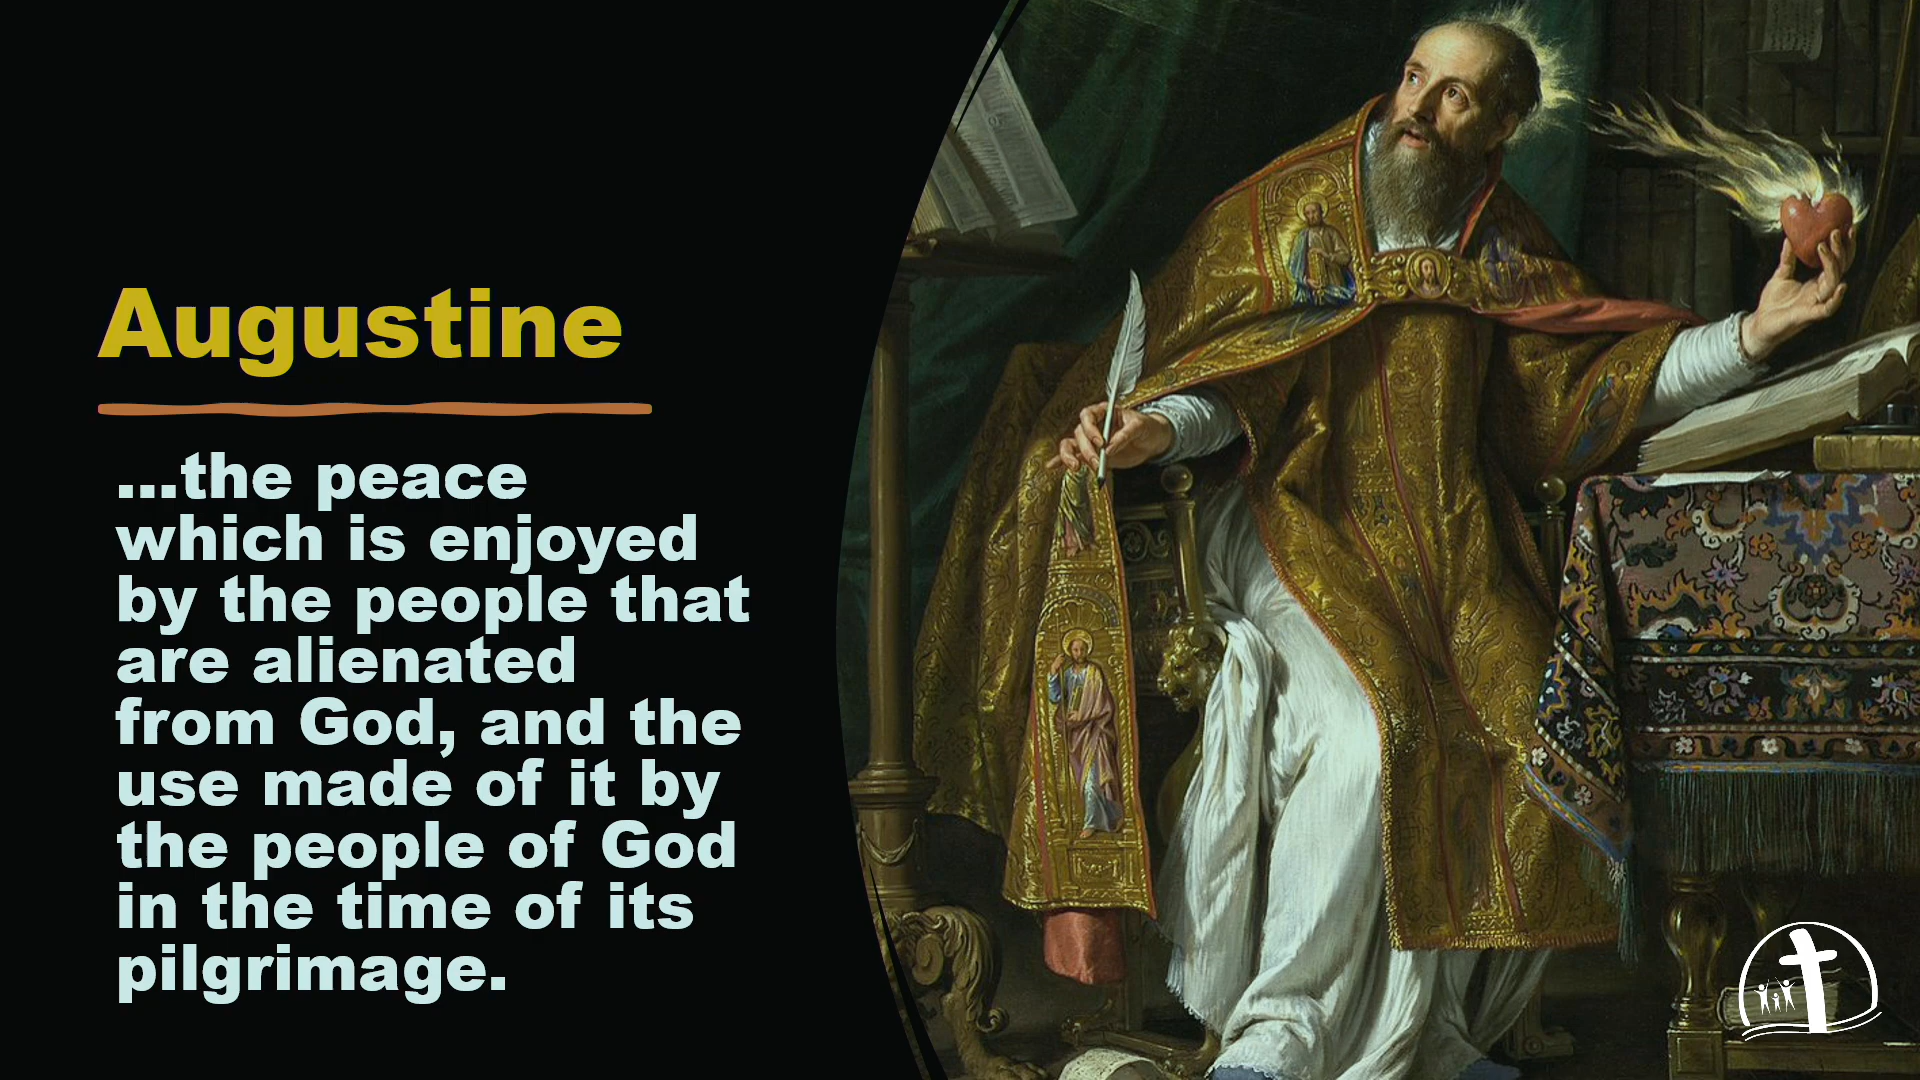 Augustine
...the peace
which is enjoyed
by the people that
are alienated
from God, and the
use made of it by
the people of God
in the time of its
pilgrimage.